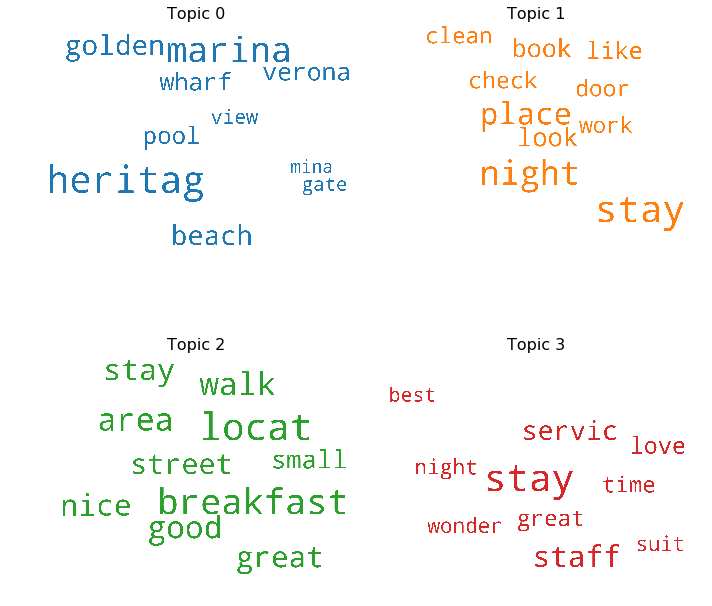 Topic 0
golden marina
wharf verona
view
pool
mina
heritag gate
beach
Topic 1
clean book like
check door
place work
look
night
stay
Topic 2
stay walk
area locat
street small
nice breakfast
good
great
Topic 3
best
servic love
night stay time
wonder great
staff suit